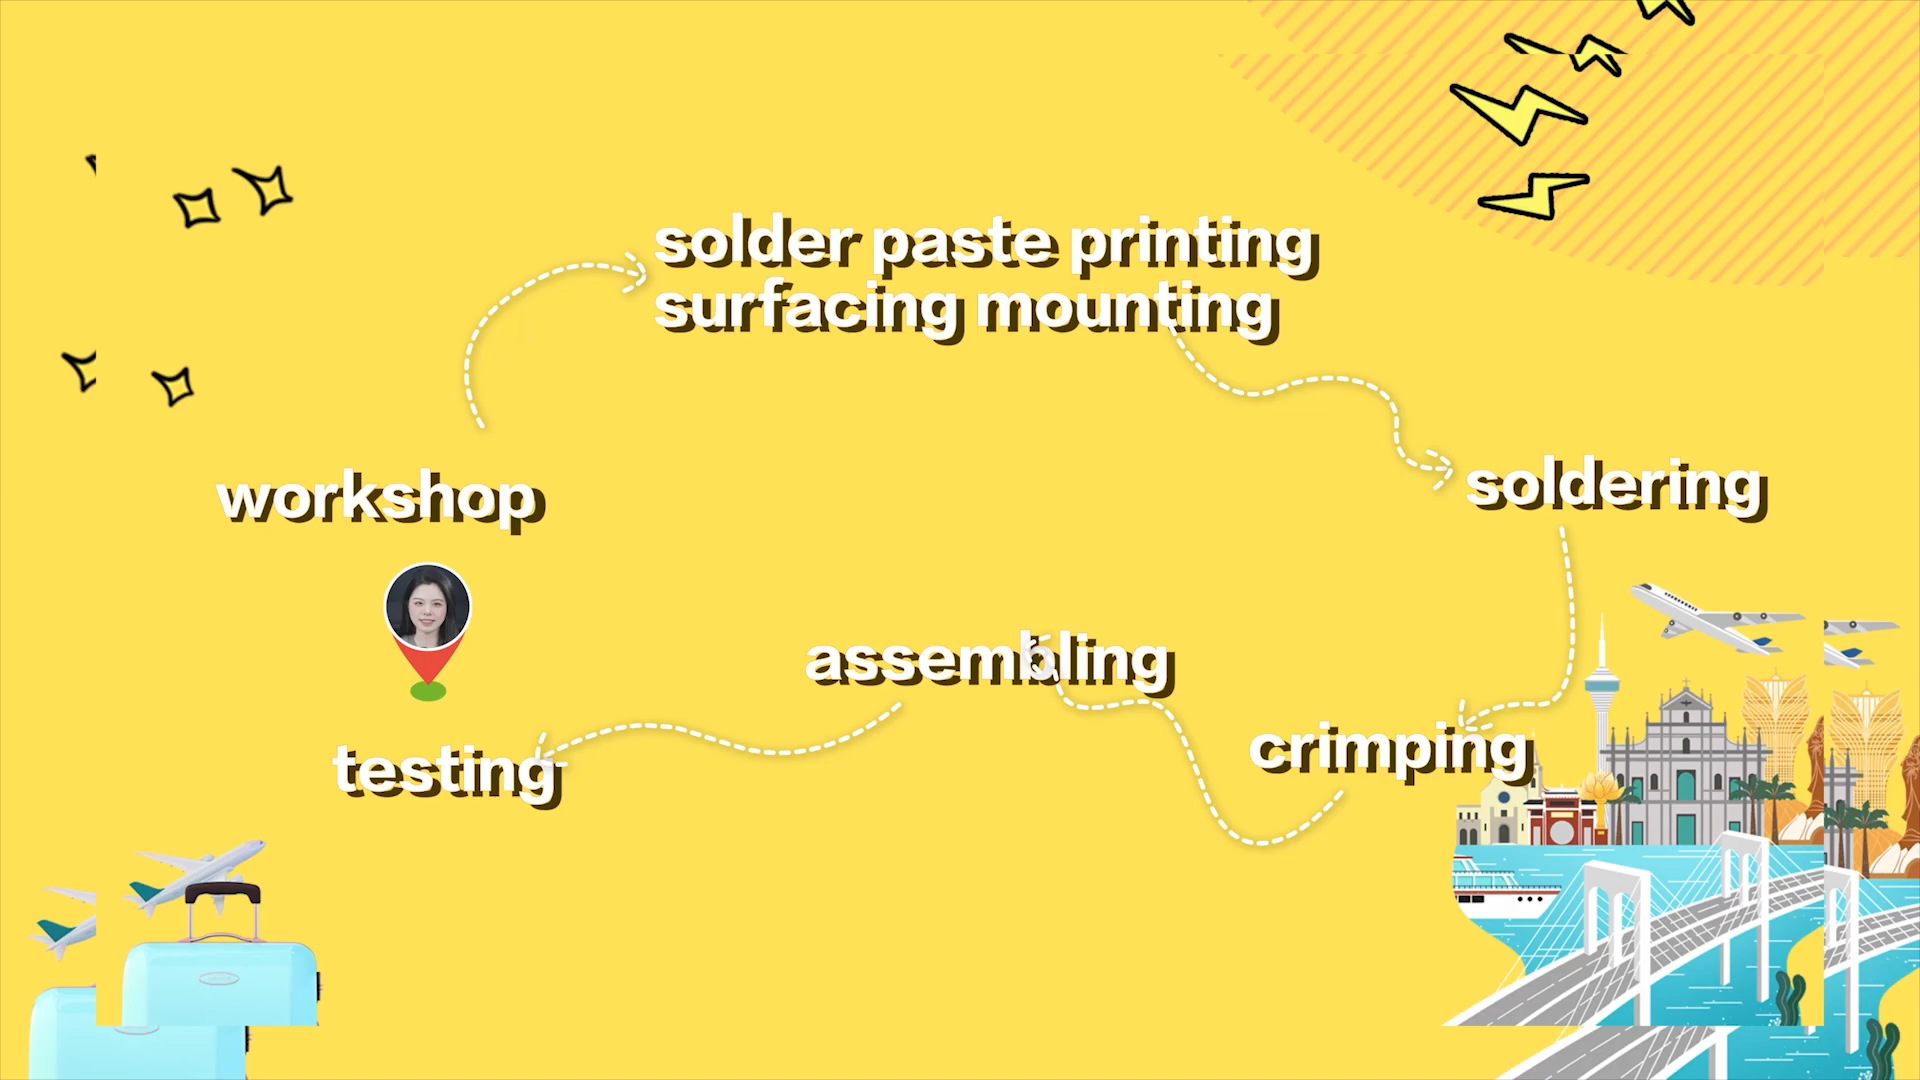 solder paste printing
surfacing mounting
workshop
soldering
assembling
crimping
testing